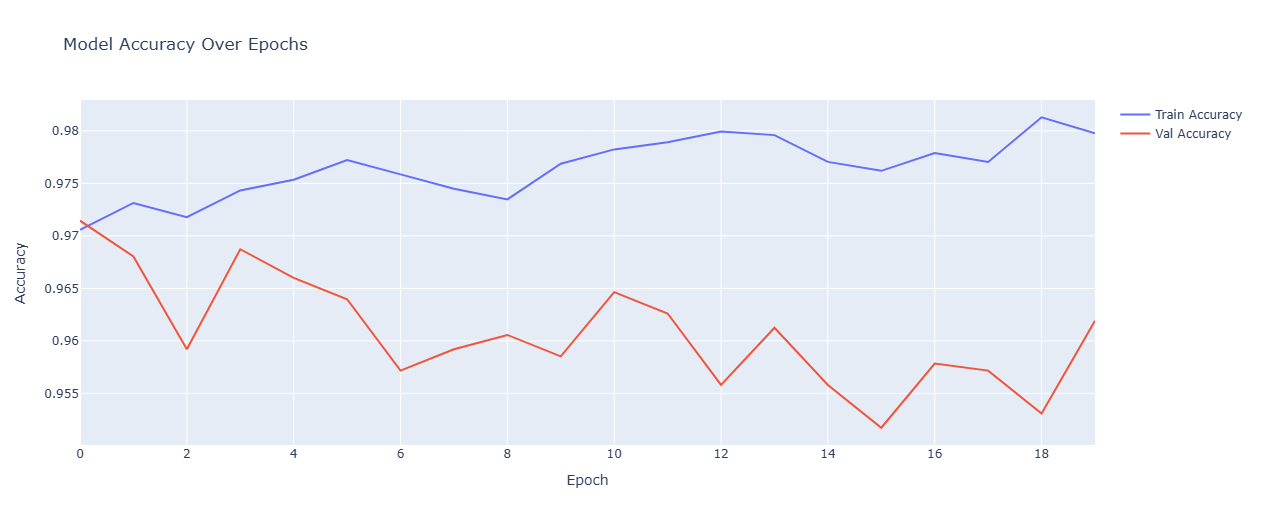 Model Accuracy Over Epochs
Train Accuracy
Val Accuracy
0.98
0.975
0.97
0.965
0.96
0.955
Accuracy
0 2 4 6 8 10 12 14 16 18
Epoch